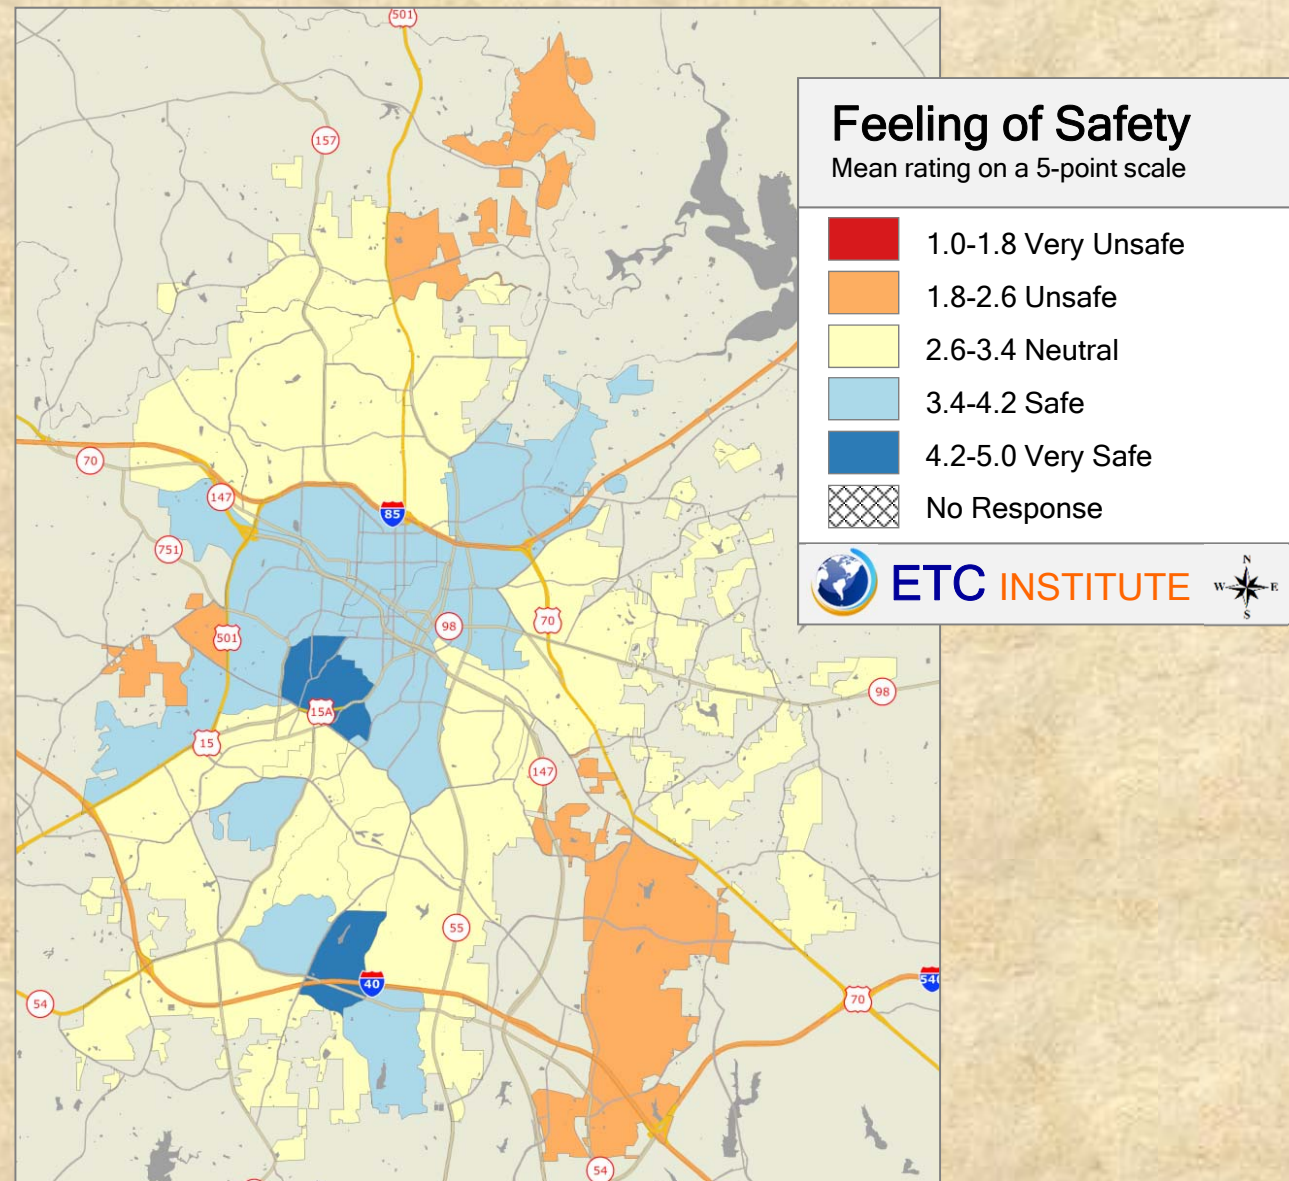 Feeling of Safety
Mean rating on a 5-point scale
1.0-1.8 Very Unsafe
1.8-2.6 Unsafe
2.6-3.4 Neutral
3.4-4.2 Safe
4.2-5.0 Very Safe
No Response
ETC INSTITUTE
N
W E
S
501
157
70
147
85
751
501
98
70
98
15A
15
147
55
40
54
70
540
54